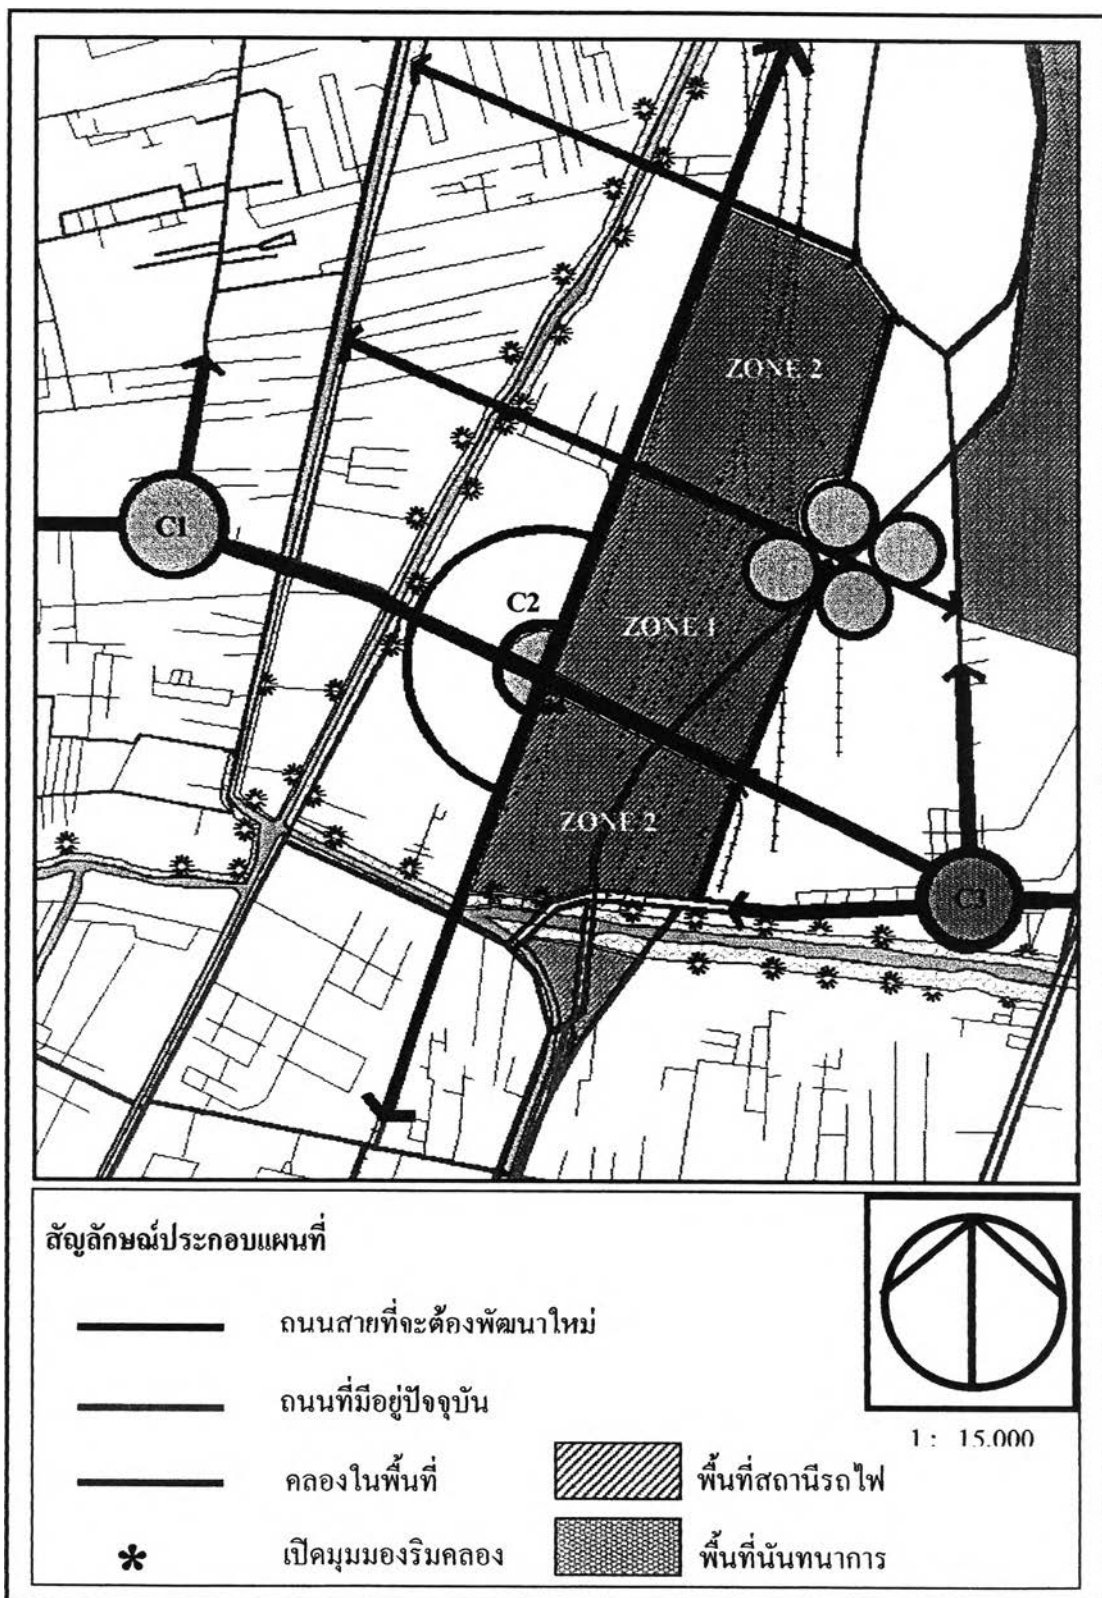 ZONE 2
C1
C2
ZONE 1
ZONE 2
C3
สัญลักษณ์ประกอบแผนที่
ถนนสายที่จะต้องพัฒนาใหม่
ถนนที่มีอยู่ปัจจุบัน
1 : 15.000
คลองในพื้นที่
พื้นที่สถานีรถไฟ
เปิดมุมมองริมคลอง
พื้นที่นันทนาการ